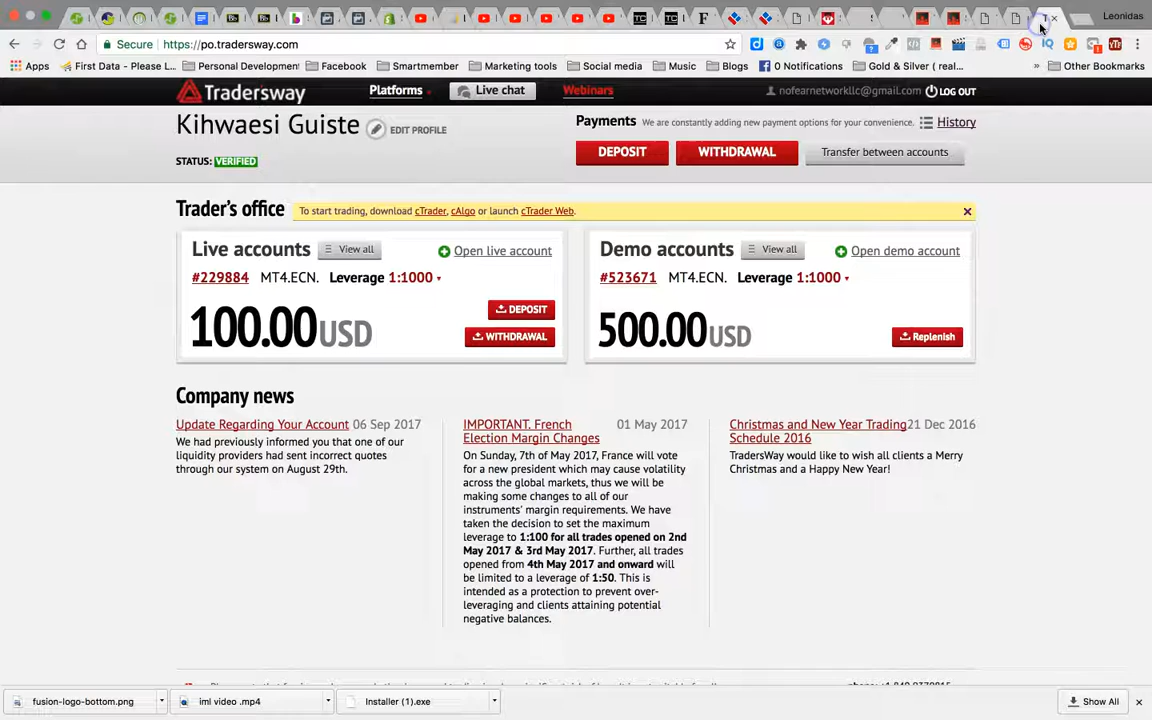 Leonidas
Secure https://po.tradersway.com
Apps First Data - Please L... Personal Development Facebook Smartmember Marketing tools Social media Music Blogs 0 Notifications Gold & Silver ( real... » Other Bookmarks
Tradersway Platforms Live chat Webinars nofearnetworkllc@gmail.com LOG OUT
Kihwaesi Guiste EDIT PROFILE
Payments We are constantly adding new payment options for your convenience. History
STATUS: VERIFIED
DEPOSIT WITHDRAWAL Transfer between accounts
Trader's office To start trading, download cTrader, cAlgo or launch cTrader Web.
Live accounts View all Open live account
#229884 MT4.ECN. Leverage 1:1000
100.00USD
DEPOSIT
WITHDRAWAL
Demo accounts View all Open demo account
#523671 MT4.ECN. Leverage 1:1000
500.00USD
Replenish
Company news
Update Regarding Your Account 06 Sep 2017
We had previously informed you that one of our
liquidity providers had sent incorrect quotes
through our system on August 29th.
IMPORTANT. French 01 May 2017
Election Margin Changes
On Sunday, 7th of May 2017, France will vote
for a new president which may cause volatility
across the global markets, thus we will be
making some changes to all of our
instruments' margin requirements. We have
taken the decision to set the maximum
leverage to 1:100 for all trades opened on 2nd
May 2017 & 3rd May 2017. Further, all trades
opened from 4th May 2017 and onward will
be limited to a leverage of 1:50. This is
intended as a protection to prevent over-
leveraging and clients attaining potential
negative balances.
Christmas and New Year Trading 21 Dec 2016
Schedule 2016
TradersWay would like to wish all clients a Merry
Christmas and a Happy New Year!
fusion-logo-bottom.png iml video .mp4 Installer (1).exe Show All